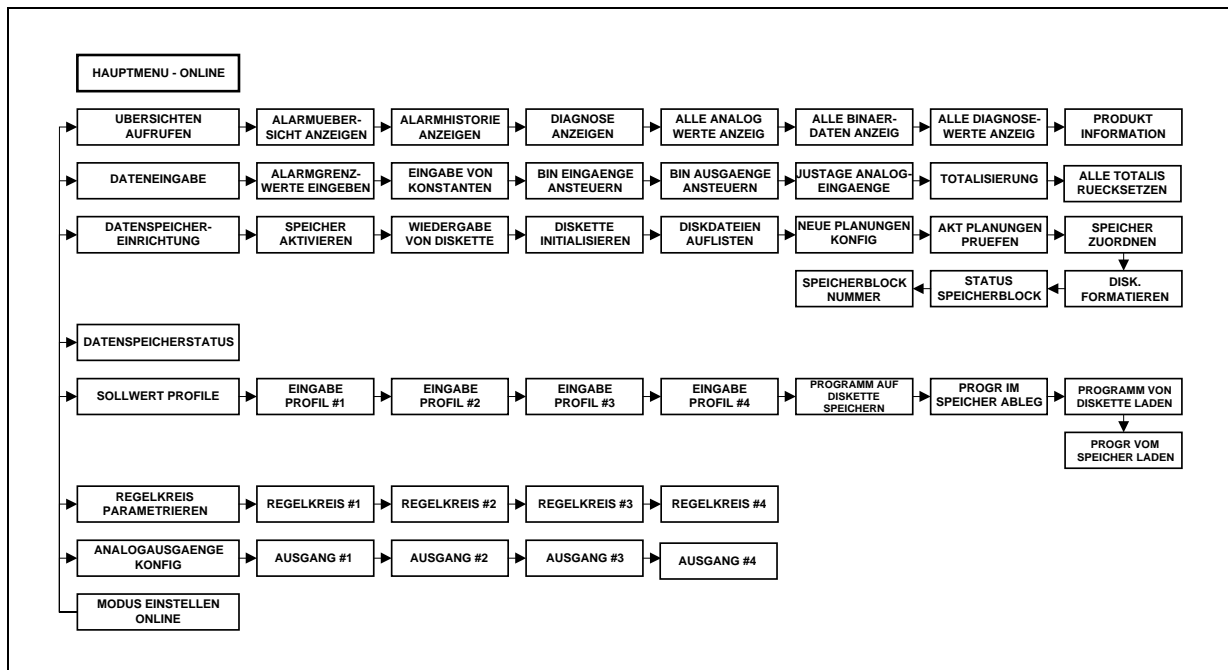 HAUPTMENU - ONLINE
UBERSICHTEN
AUFRUFEN
ALARMUEBER-
SICHT ANZEIGEN
ALARMHISTORIE
ANZEIGEN
DIAGNOSE
ANZEIGEN
ALLE ANALOG
WERTE ANZEIG
ALLE BINAER-
DATEN ANZEIG
ALLE DIAGNOSE-
WERTE ANZEIG
PRODUKT
INFORMATION
DATENEINGABE
ALARMGRENZ-
WERTE EINGEBEN
EINGABE VON
KONSTANTEN
BIN EINGAENGE
ANSTEUERN
BIN AUSGAENGE
ANSTEUERN
JUSTAGE ANALOG-
EINGAENGE
TOTALISIERUNG
ALLE TOTALIS
RUECKSETZEN
DATENSPEICHER-
EINRICHTUNG
SPEICHER
AKTIVIEREN
WIEDERGABE
VON DISKETTE
DISKETTE
INITIALISIEREN
DISKDATEIEN
AUFLISTEN
NEUE PLANUNGEN
KONFIG
AKT PLANUNGEN
PRUEFEN
SPEICHER
ZUORDNEN
DISK.
FORMATIEREN
STATUS
SPEICHERBLOCK
SPEICHERBLOCK
NUMMER
DATENSPEICHERSTATUS
SOLLWERT PROFILE
EINGABE
PROFIL #1
EINGABE
PROFIL #2
EINGABE
PROFIL #3
EINGABE
PROFIL #4
PROGRAMM AUF
DISKETTE
SPEICHERN
PROGR IM
SPEICHER ABLEG
PROGRAMM VON
DISKETTE LADEN
PROGR VOM
SPEICHER LADEN
REGELKREIS
PARAMETRIEREN
REGELKREIS #1
REGELKREIS #2
REGELKREIS #3
REGELKREIS #4
ANALOGAUSGAENGE
KONFIG
AUSGANG #1
AUSGANG #2
AUSGANG #3
AUSGANG #4
MODUS EINSTELLEN
ONLINE